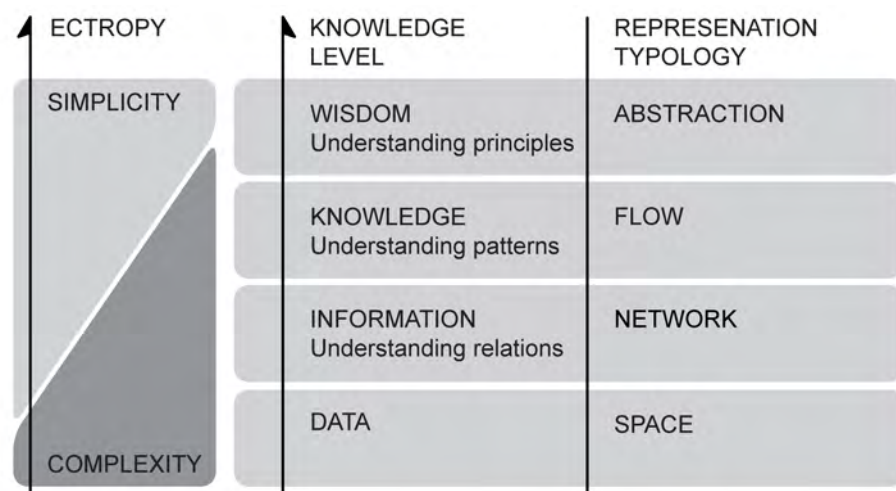 ECTROPY
KNOWLEDGE
LEVEL
REPRESENATION
TYPOLOGY
SIMPLICITY
WISDOM
Understanding principles
ABSTRACTION
KNOWLEDGE
Understanding patterns
FLOW
INFORMATION
Understanding relations
NETWORK
DATA
SPACE
COMPLEXITY